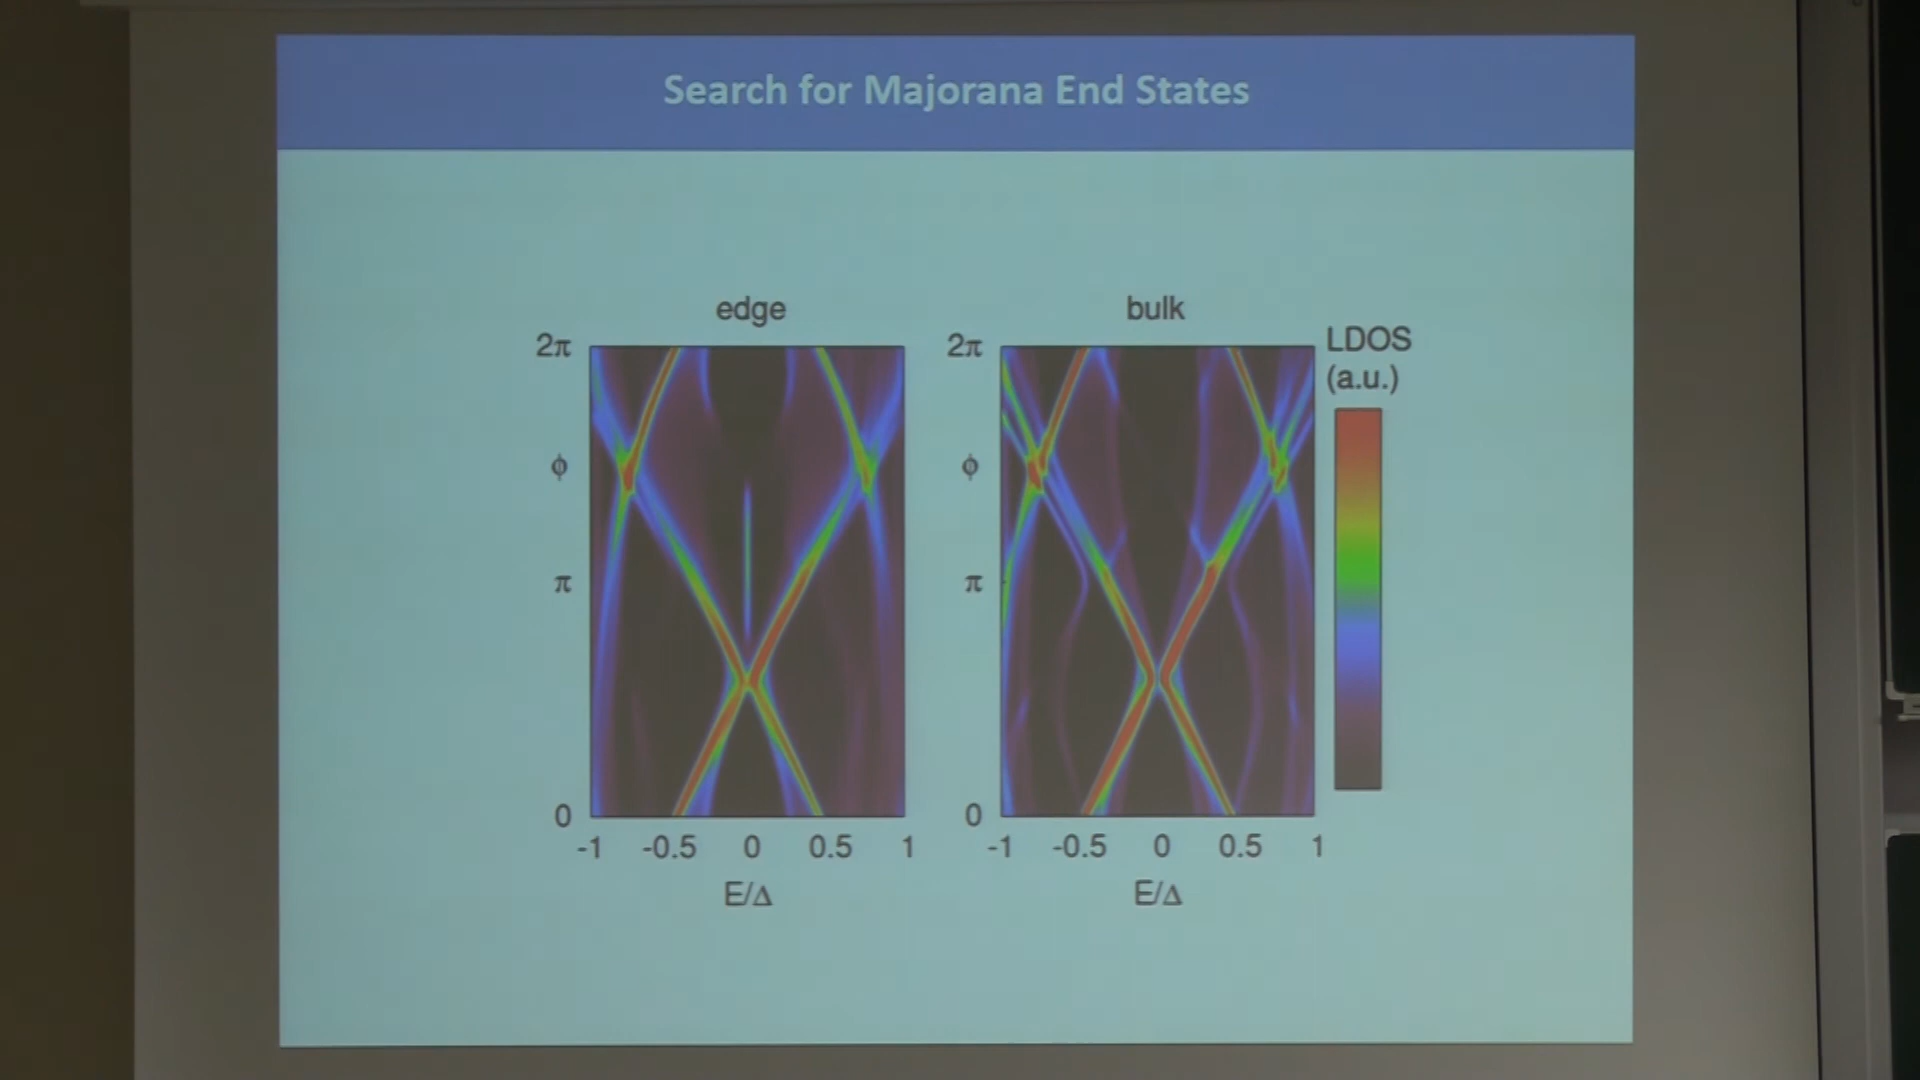 Search for Majorana End States
edge
bulk
LDOS
(a.u.)
2π
ϕ
π
0
-1 -0.5 0 0.5 1
E/Δ
2π
ϕ
π
0
-1 -0.5 0 0.5 1
E/Δ